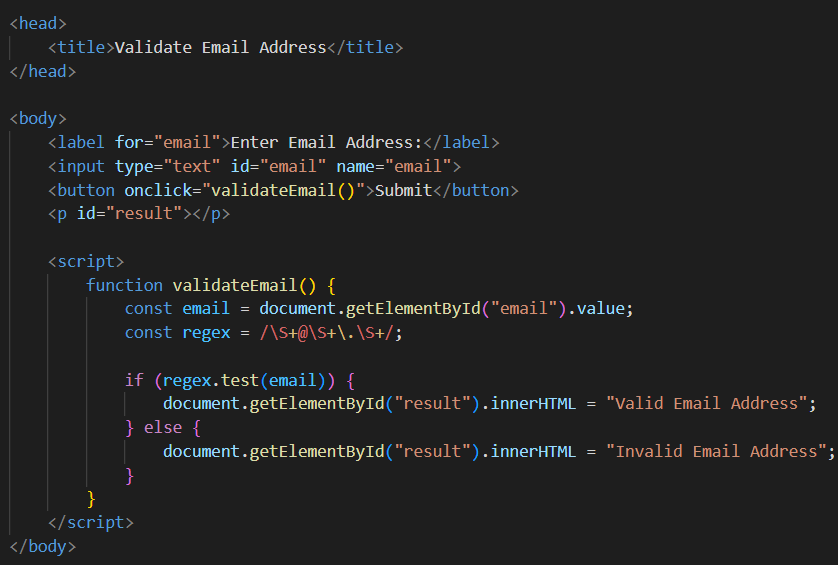 <head>
    <title>Validate Email Address</title>
</head>

<body>
    <label for="email">Enter Email Address:</label>
    <input type="text" id="email" name="email">
    <button onclick="validateEmail()">Submit</button>
    <p id="result"></p>

    <script>
        function validateEmail() {
            const email = document.getElementById("email").value;
            const regex = /\S+@\S+\.\S+/;

            if (regex.test(email)) {
                document.getElementById("result").innerHTML = "Valid Email Address";
            } else {
                document.getElementById("result").innerHTML = "Invalid Email Address";
            }
        }
    </script>
</body>